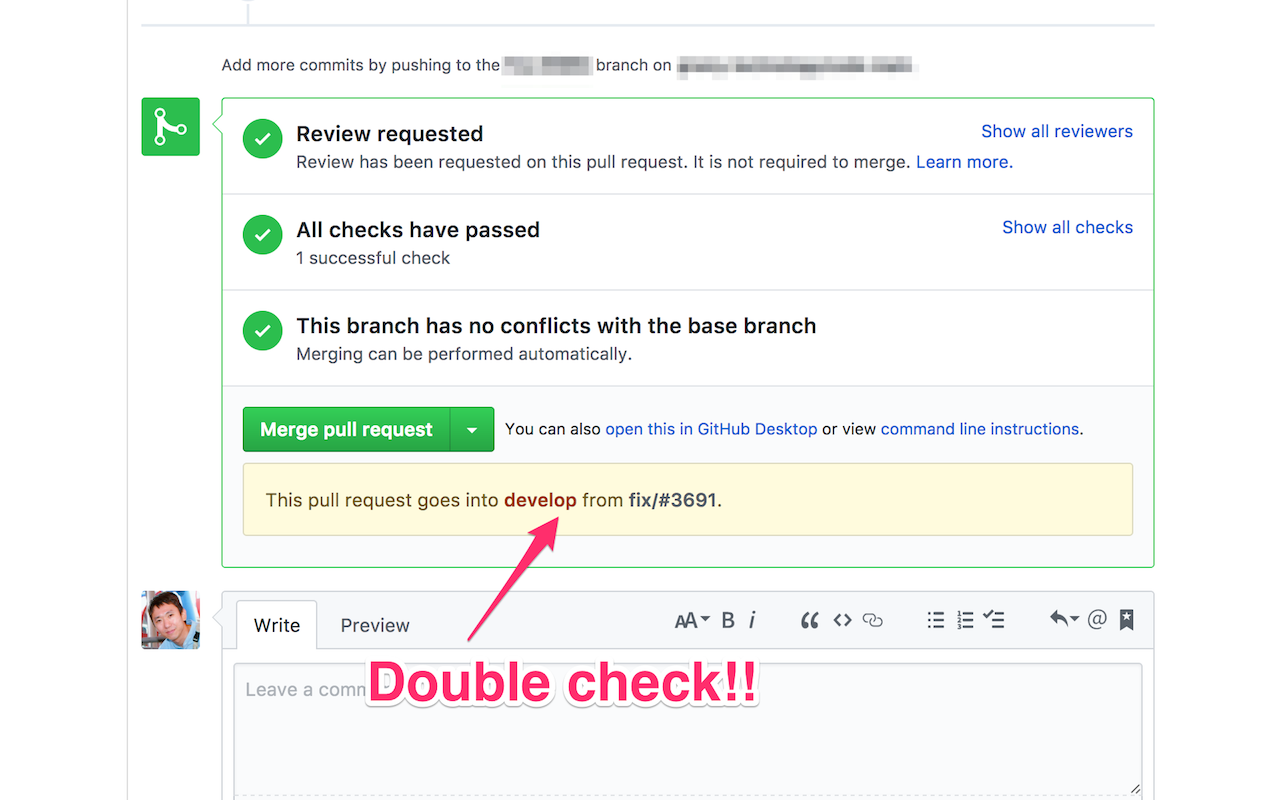 Add more commits by pushing to the branch on
Review requested
Show all reviewers
Review has been requested on this pull request. It is not required to merge. Learn more.
All checks have passed
Show all checks
1 successful check
This branch has no conflicts with the base branch
Merging can be performed automatically.
Merge pull request
You can also open this in GitHub Desktop or view command line instructions.
This pull request goes into develop from fix/#3691.
Write
Preview
AA B i
@
Leave a comm
Double check!!